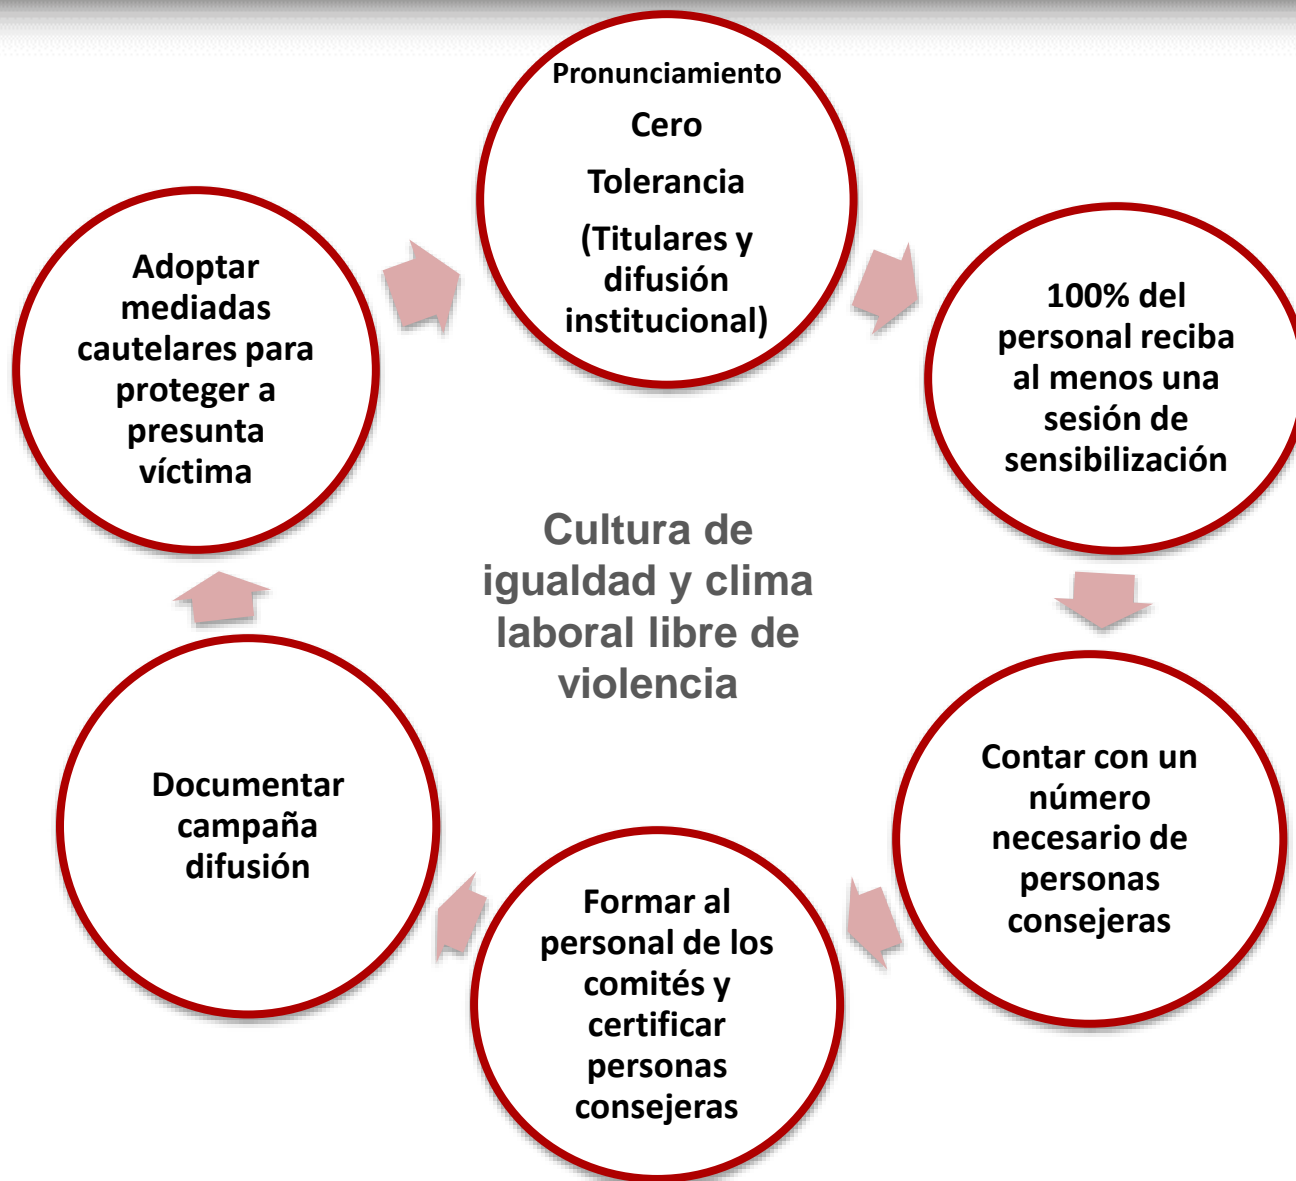 Pronunciamiento
Cero
Tolerancia
(Titulares y
difusión
institucional)
100% del
personal reciba
al menos una
sesión de
sensibilización
Contar con un
número
necesario de
personas
consejeras
Formar al
personal de los
comités y
certificar
personas
consejeras
Documentar
campaña
difusión
Adoptar
mediadas
cautelares para
proteger a
presunta
víctima
Cultura de
igualdad y clima
laboral libre de
violencia